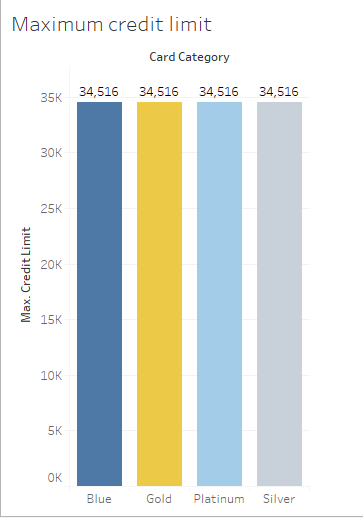 Maximum credit limit
Card Category
34,516 34,516 34,516 34,516
35K
30K
25K
20K
15K
10K
5K
0K
Max. Credit Limit
Blue Gold Platinum Silver